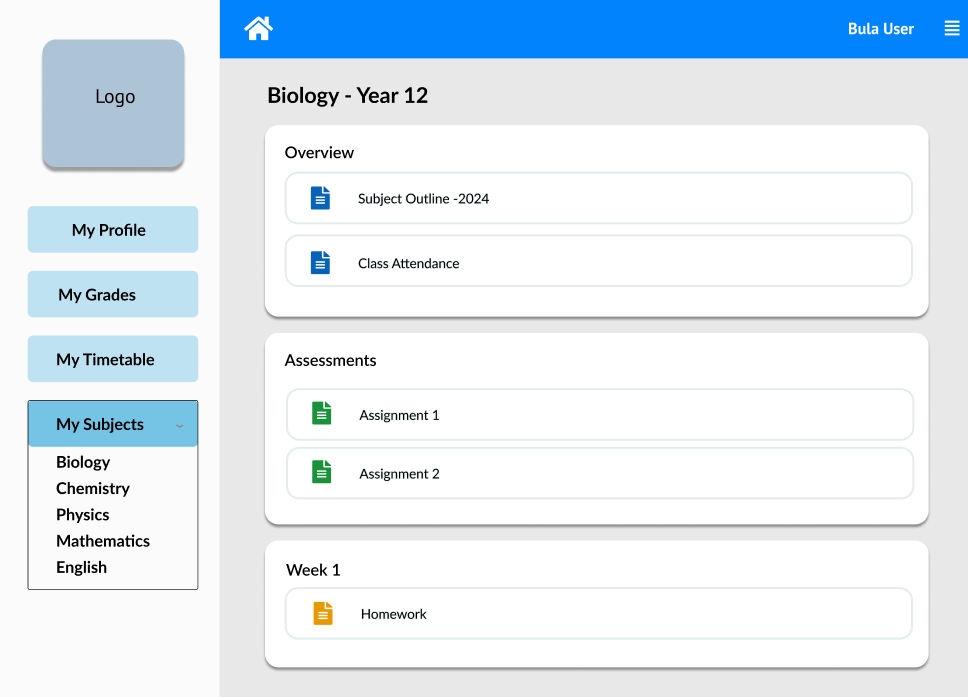 Logo
My Profile
My Grades
My Timetable
My Subjects
Biology
Chemistry
Physics
Mathematics
English
Bula User
Biology - Year 12
Overview
Subject Outline -2024
Class Attendance
Assessments
Assignment 1
Assignment 2
Week 1
Homework